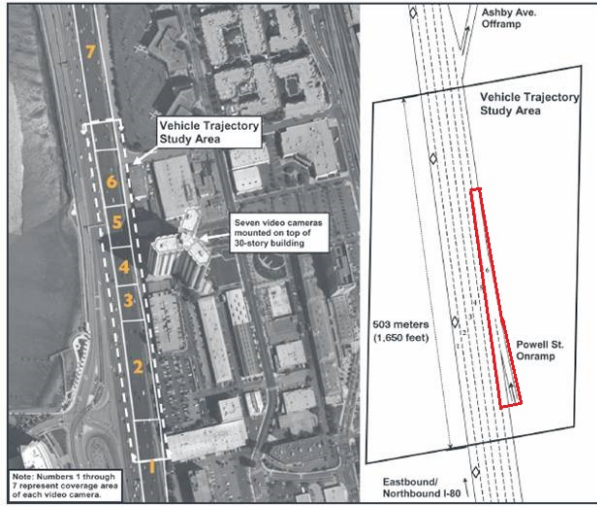 7
Vehicle Trajectory
Study Area
6
5
Seven video cameras
mounted on top of
30-story building
4
3
2
1
Note: Numbers 1 through
7 represent coverage area
of each video camera.
Ashby Ave.
Offramp
Vehicle Trajectory
Study Area
503 meters
(1,650 feet)
Powell St.
Onramp
Eastbound/
Northbound I-80